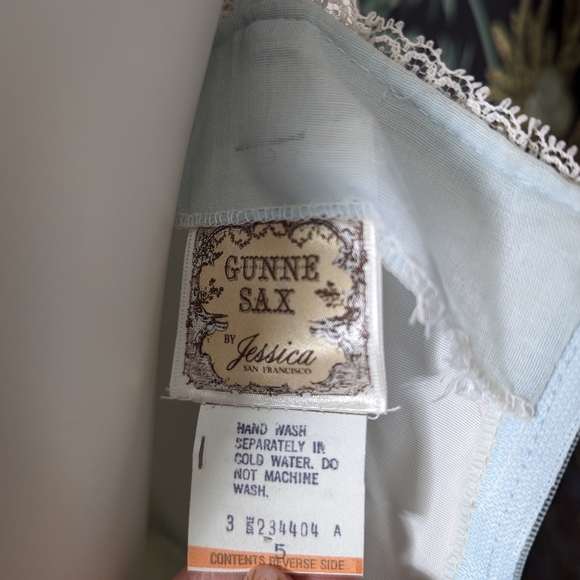 GUNNE
SAX
BY Jessica
SAN FRANCISCO
HAND WASH
SEPARATELY IN
COLD WATER. DO
NOT MACHINE
WASH.
3 234404 A
5
CONTENTS REVERSE SIDE